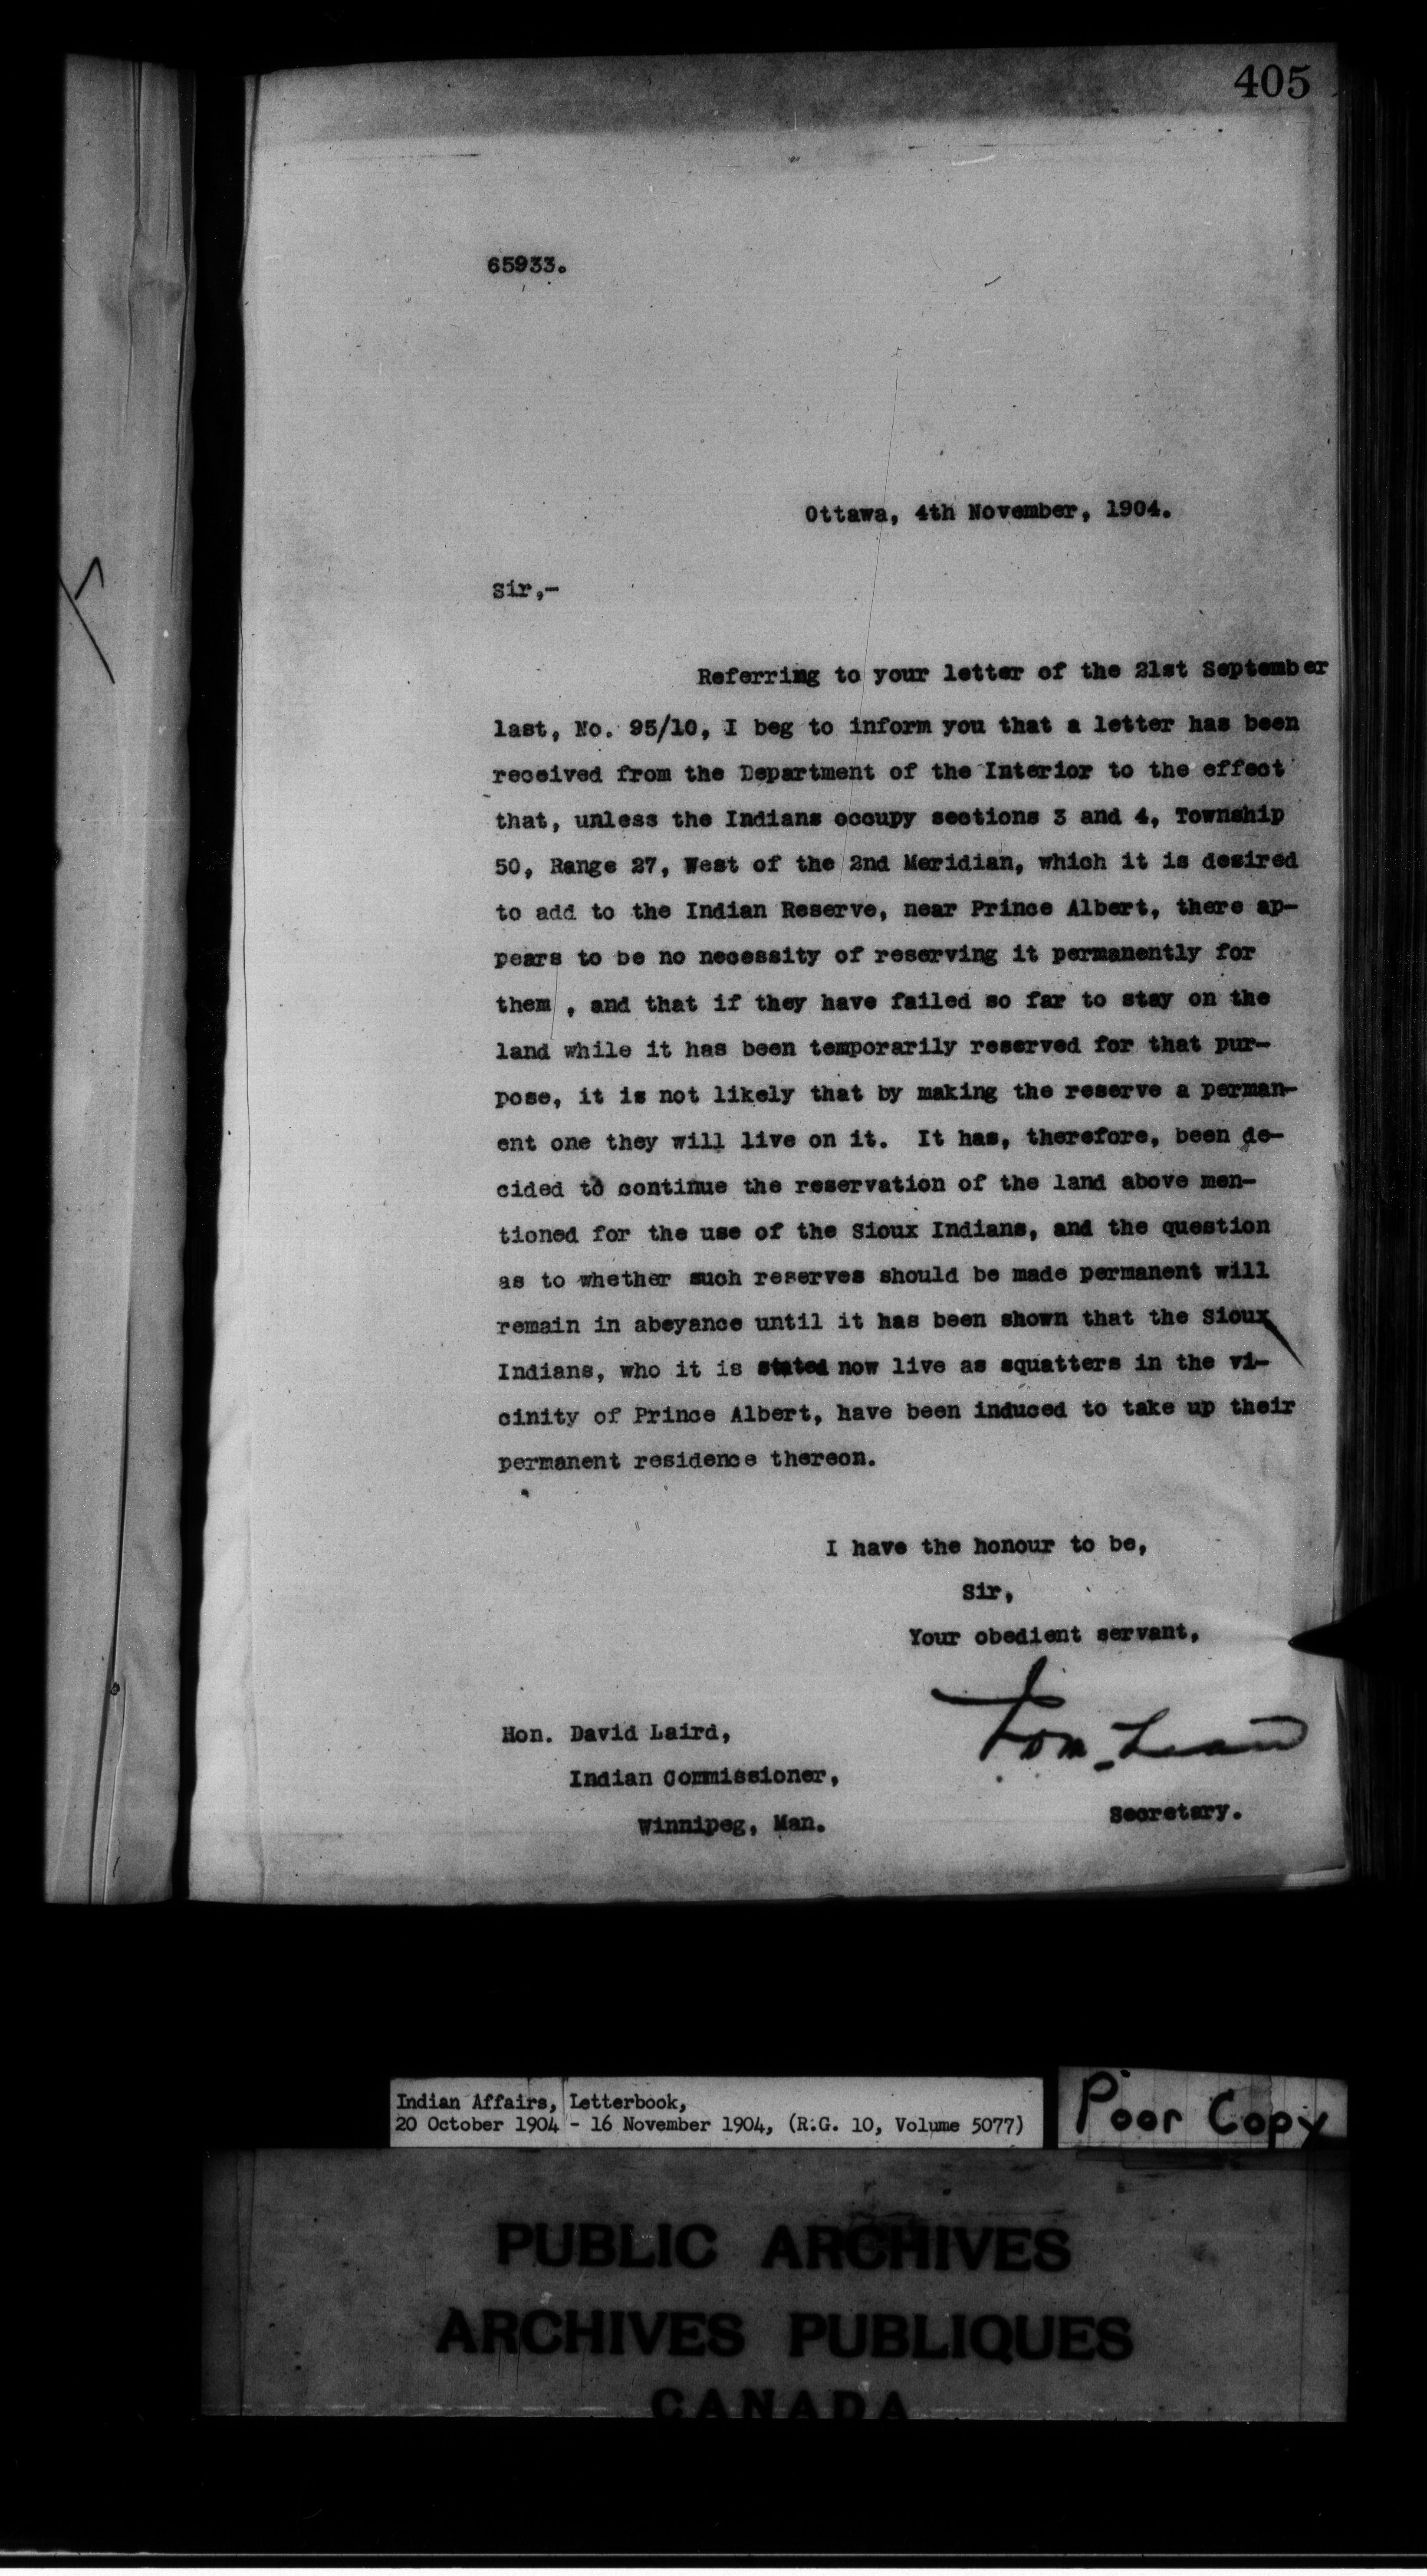 405
65933.
Ottawa, 4th November, 1904.
Sir,-
Referring to your letter of the 21st September
last, No. 95/10, I beg to inform you that a letter has been
received from the Department of the Interior to the effect
that, unless the Indians occupy sections 3 and 4, Township
50, Range 27, West of the 2nd Meridian, which it is desired
to add to the Indian Reserve, near Prince Albert, there ap-
pears to be no necessity of reserving it permanently for
them , and that if they have failed so far to stay on the
land while it has been temporarily reserved for that pur-
pose, it is not likely that by making the reserve a perman-
ent one they will live on it. It has, therefore, been de-
cided to continue the reservation of the land above men-
tioned for the use of the Sioux Indians, and the question
as to whether such reserves should be made permanent will
remain in abeyance until it has been shown that the Sioux
Indians, who it is stated now live as squatters in the vi-
cinity of Prince Albert, have been induced to take up their
permanent residence thereon.
I have the honour to be,
Sir,
Your obedient servant,
Hon. David Laird,
Indian Commissioner,
Winnipeg, Man.
Secretary.
Indian Affairs, Letterbook,
20 October 1904 - 16 November 1904, (R.G. 10, Volume 5077)
Poor Copy
PUBLIC ARCHIVES
ARCHIVES PUBLIQUES
CANADA